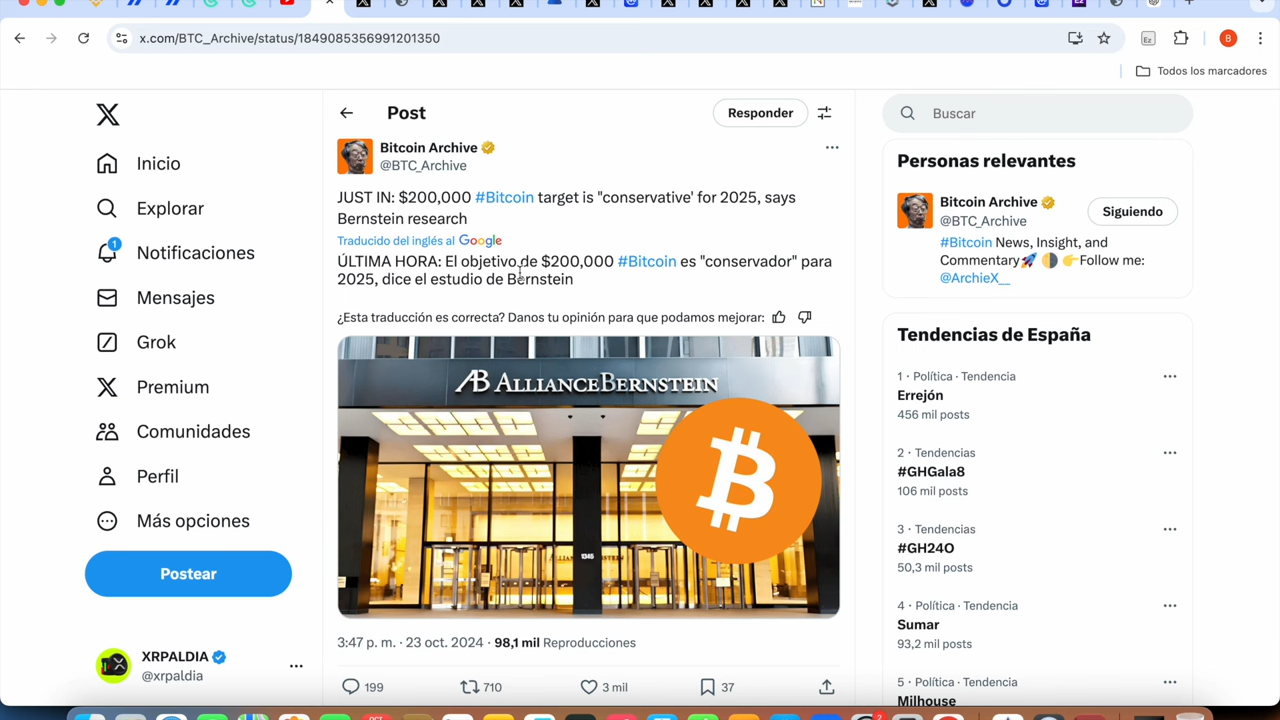 x.com/BTC_Archive/status/1849085356991201350
B
Todos los marcadores
Inicio
Explorar
1
Notificaciones
Mensajes
Grok
Premium
Comunidades
Perfil
Más opciones
Postear
XRPALDIA
@xrpaldia
Post
Responder
Bitcoin Archive
@BTC_Archive
JUST IN: $200,000 #Bitcoin target is "conservative' for 2025, says
Bernstein research
Traducido del inglés al Google
ÚLTIMA HORA: El objetivo de $200,000 #Bitcoin es "conservador" para
2025, dice el estudio de Bernstein
¿Esta traducción es correcta? Danos tu opinión para que podamos mejorar:
AB ALLIANCEBERNSTEIN
1345
3:47 p. m. · 23 oct. 2024 · 98,1 mil Reproducciones
199
710
3 mil
37
Buscar
Personas relevantes
Bitcoin Archive
@BTC_Archive
Siguiendo
#Bitcoin News, Insight, and
Commentary🚀 🌗 👉Follow me:
@ArchieX__
Tendencias de España
1 · Política · Tendencia
Errejón
456 mil posts
2 · Tendencias
#GHGala8
106 mil posts
3 · Tendencias
#GH24O
50,3 mil posts
4 · Política · Tendencias
Sumar
93,2 mil posts
5 · Política · Tendencias
Milhouse